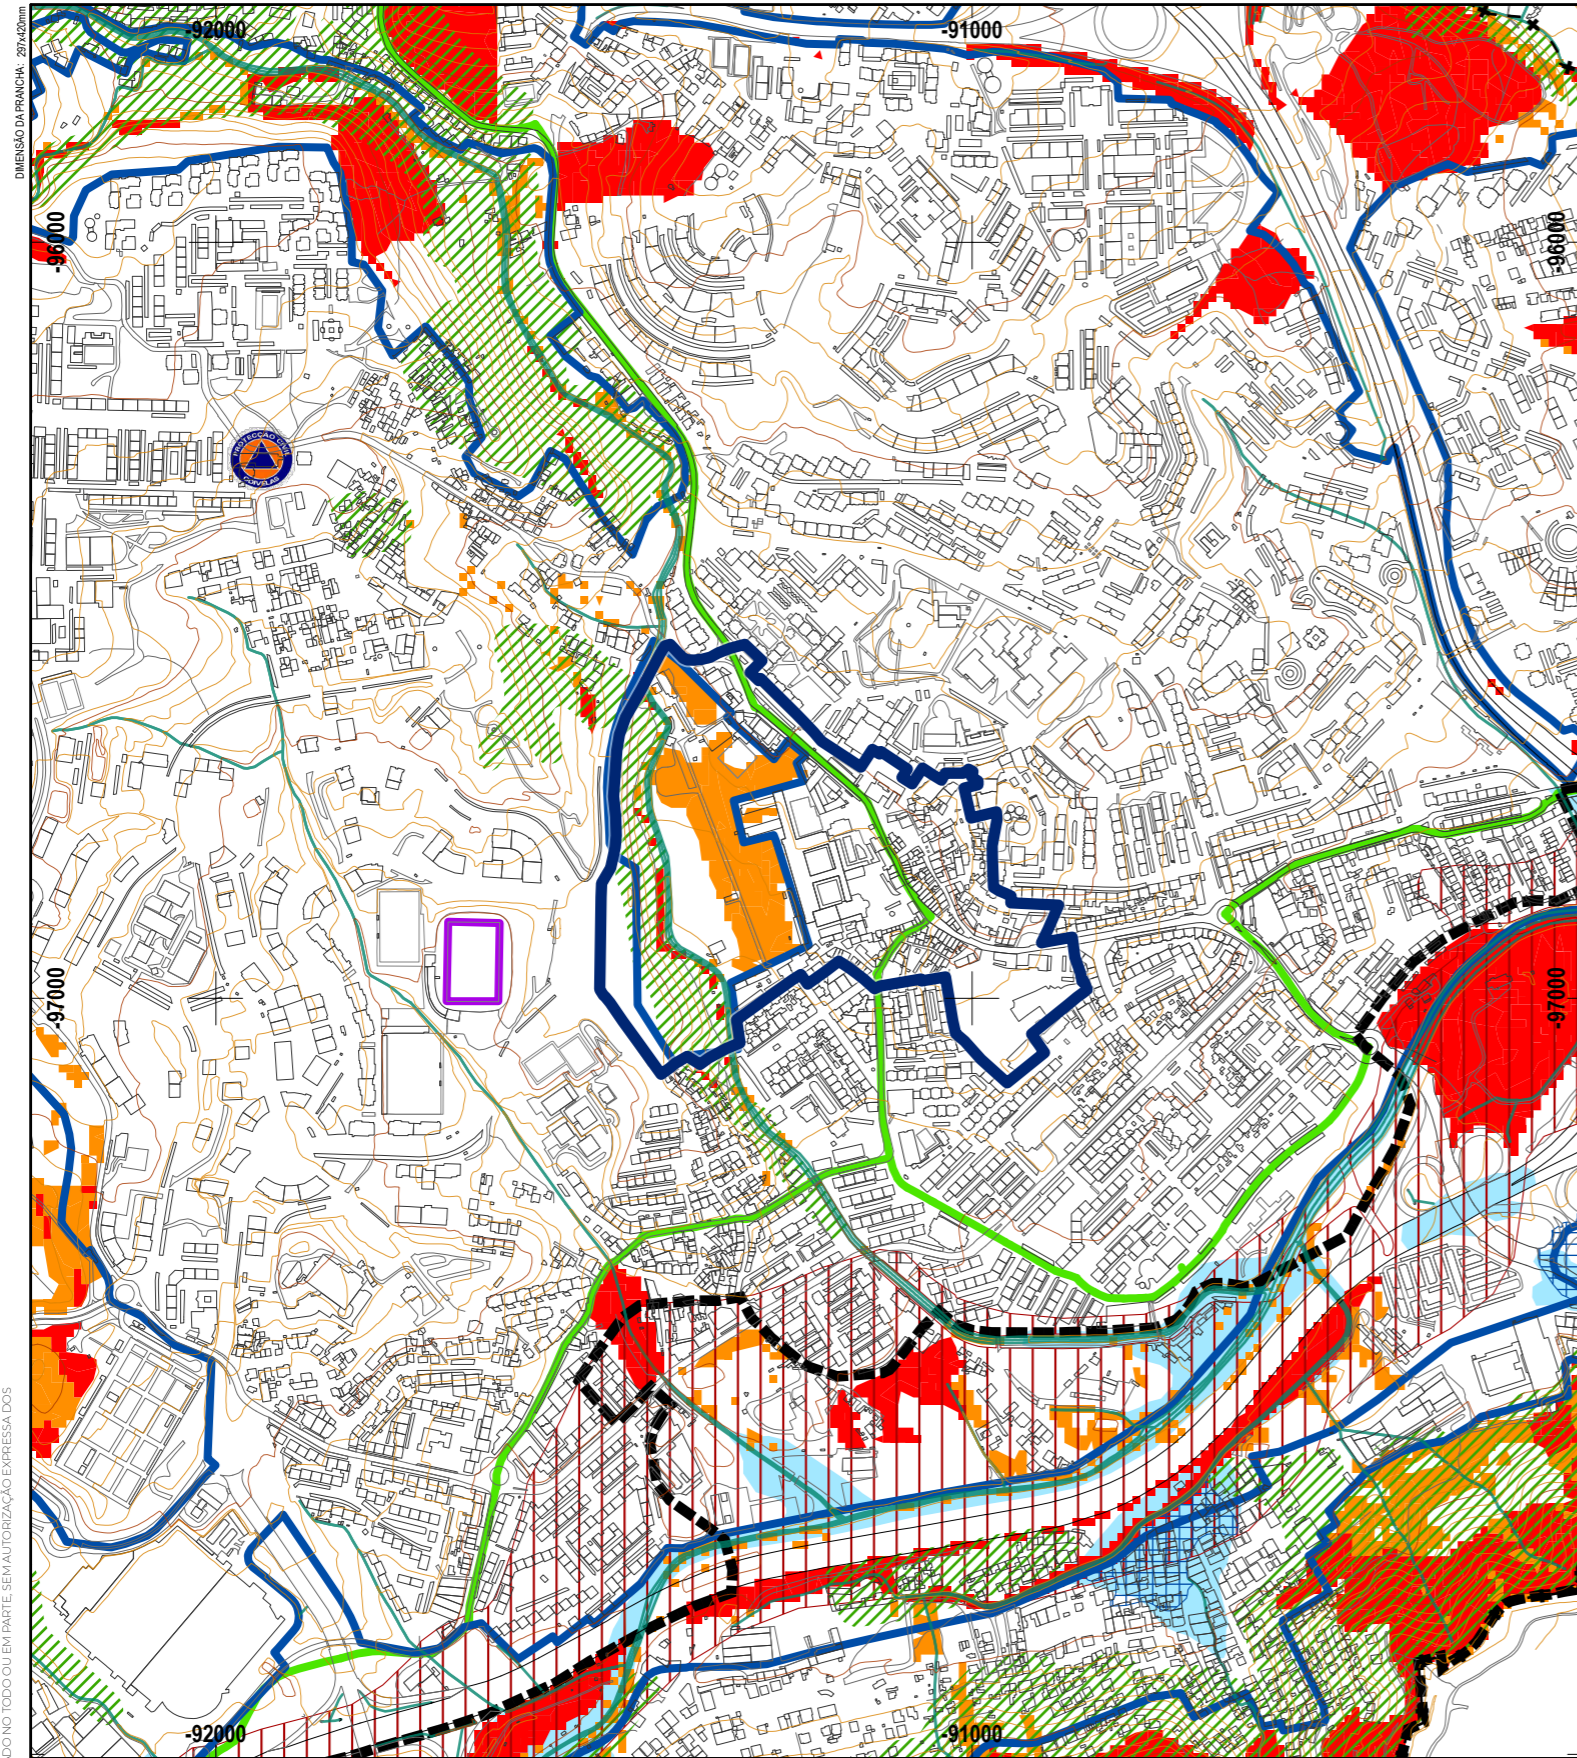 DIMENSÃO DA PRANCHA: 297x420mm
-92000
-91000
-96000
-96000
PROTECÇÃO CIVIL
ODIVELAS
-97000
-97000
DO NO TODO OU EM PARTE, SEM AUTORIZAÇÃO EXPRESSA DOS
-92000
-91000